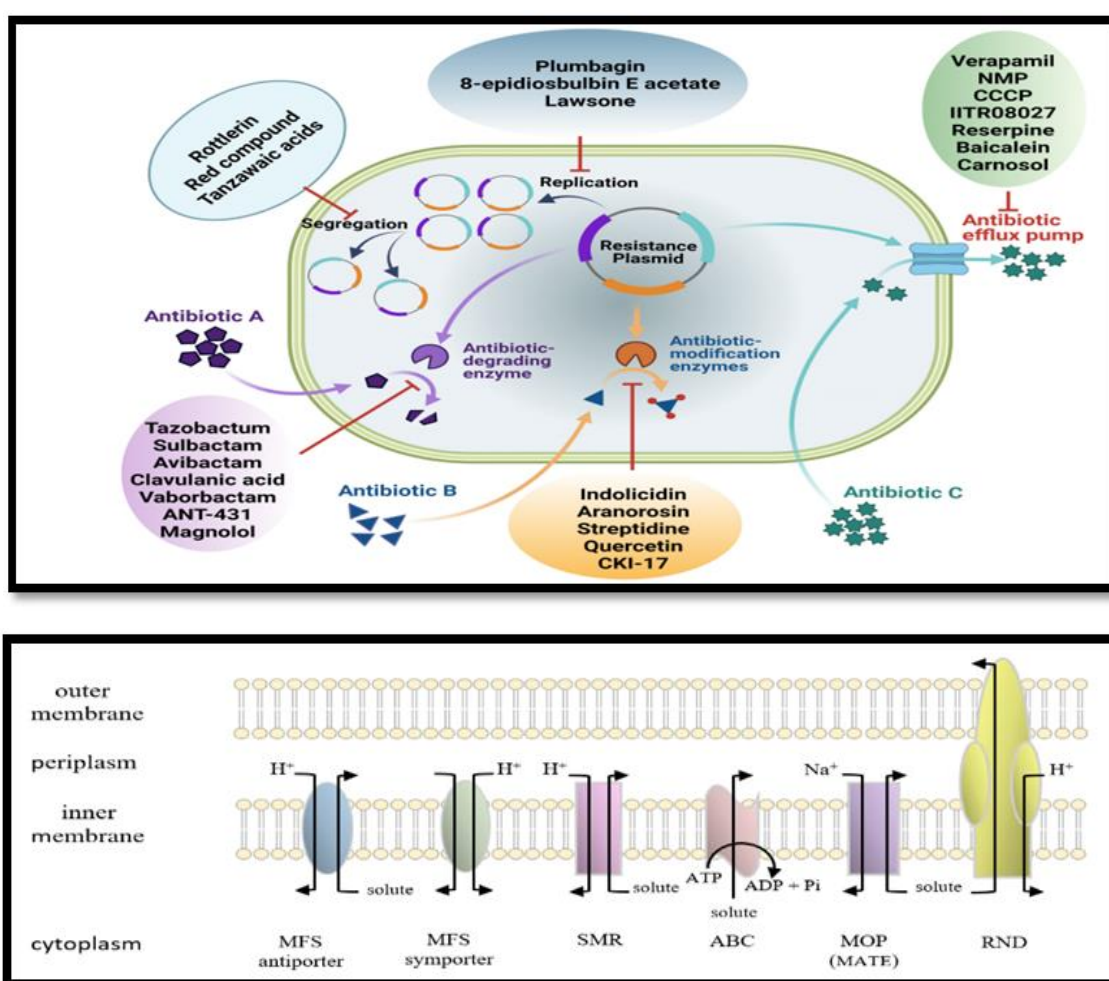 Plumbagin
8-epidiosbulbin E acetate
Lawsone
Verapamil
NMP
CCCP
IITR08027
Reserpine
Baicalein
Carnosol
Rottlerin
Red compound
Tanzawaic acids
Replication
Segregation
Resistance
Plasmid
Antibiotic
efflux pump
Antibiotic A
Antibiotic-
degrading
enzyme
Antibiotic-
modification
enzymes
Tazobactum
Sulbactam
Avibactam
Clavulanic acid
Vaborbactam
ANT-431
Magnolol
Antibiotic B
Indolicidin
Aranorosin
Streptidine
Quercetin
CKI-17
Antibiotic C
outer
membrane
periplasm
H⁺
H⁺
H⁺
Na⁺
H⁺
inner
membrane
solute
solute
ATP
ADP + Pi
solute
solute
cytoplasm
MFS
antiporter
MFS
symporter
SMR
ABC
MOP
(MATE)
RND